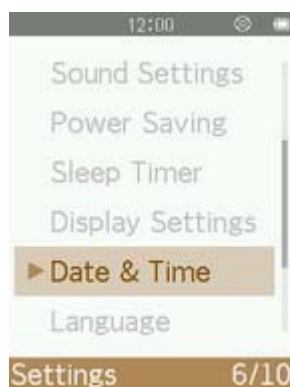 12:00
Sound Settings
Power Saving
Sleep Timer
Display Settings
Date & Time
Language
Settings 6/10